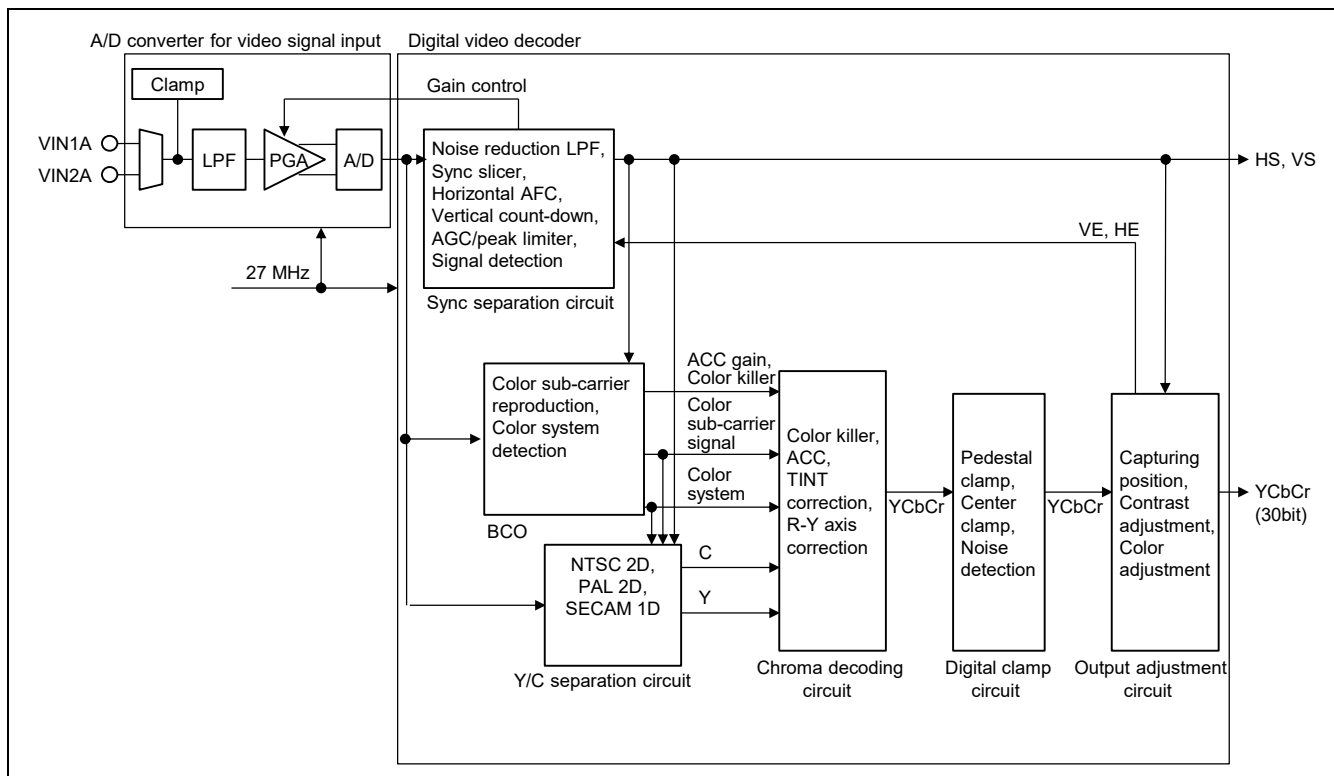 A/D converter for video signal input
Digital video decoder
Clamp
Gain control
VIN1A
VIN2A
LPF
PGA
A/D
Noise reduction LPF,
Sync slicer,
Horizontal AFC,
Vertical count-down,
AGC/peak limiter,
Signal detection
HS, VS
VE, HE
27 MHz
Sync separation circuit
Color sub-carrier
reproduction,
Color system
detection
BCO
ACC gain,
Color killer
Color
sub-carrier
signal
Color
system
NTSC 2D,
PAL 2D,
SECAM 1D
Y/C separation circuit
C
Y
Color killer,
ACC,
TINT
correction,
R-Y axis
correction
Chroma decoding
circuit
YCbCr
Pedestal
clamp,
Center
clamp,
Noise
detection
Digital clamp
circuit
YCbCr
Capturing
position,
Contrast
adjustment,
Color
adjustment
Output adjustment
circuit
YCbCr
(30bit)